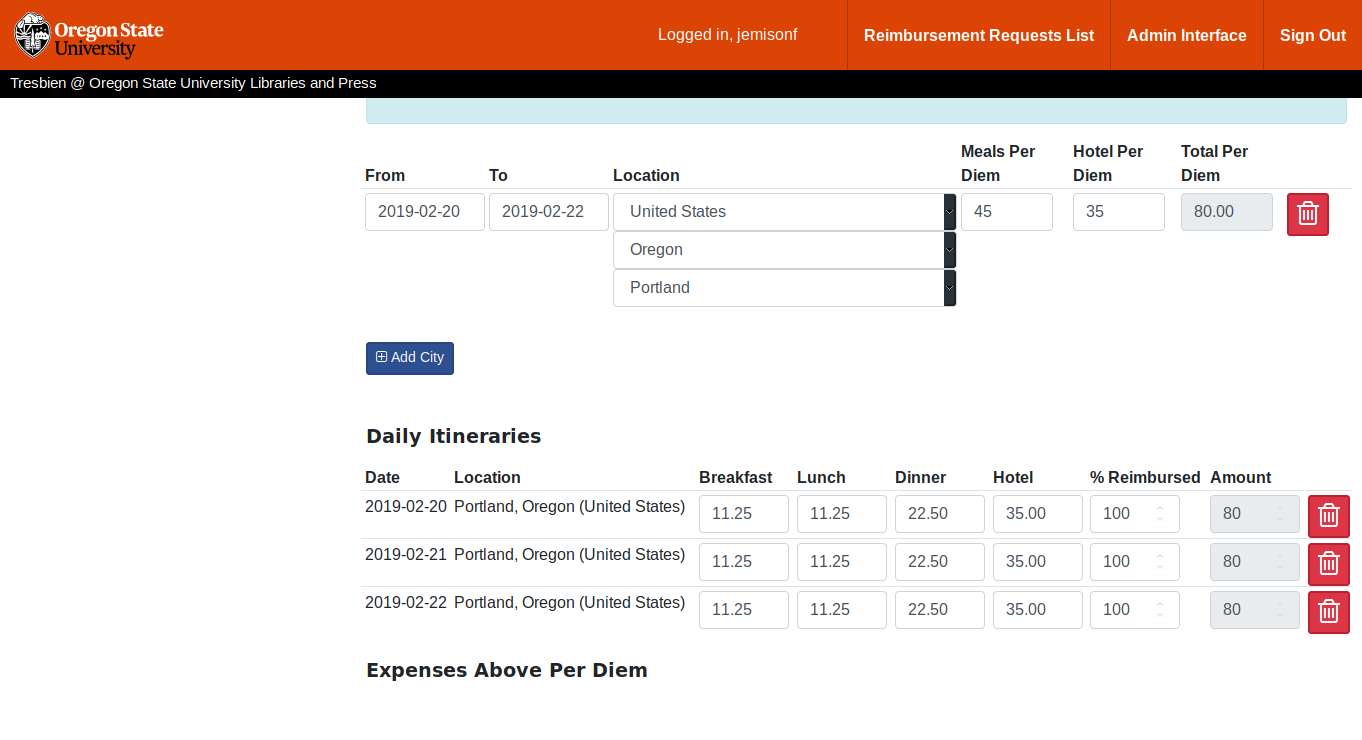 Oregon State
University
Logged in, jemisonf
Reimbursement Requests List
Admin Interface
Sign Out
Tresbien @ Oregon State University Libraries and Press
From To Location Meals Per Diem Hotel Per Diem Total Per Diem
2019-02-20 2019-02-22 United States 45 35 80.00
Oregon
Portland
Add City
Daily Itineraries
Date Location Breakfast Lunch Dinner Hotel % Reimbursed Amount
2019-02-20 Portland, Oregon (United States) 11.25 11.25 22.50 35.00 100 80
2019-02-21 Portland, Oregon (United States) 11.25 11.25 22.50 35.00 100 80
2019-02-22 Portland, Oregon (United States) 11.25 11.25 22.50 35.00 100 80
Expenses Above Per Diem